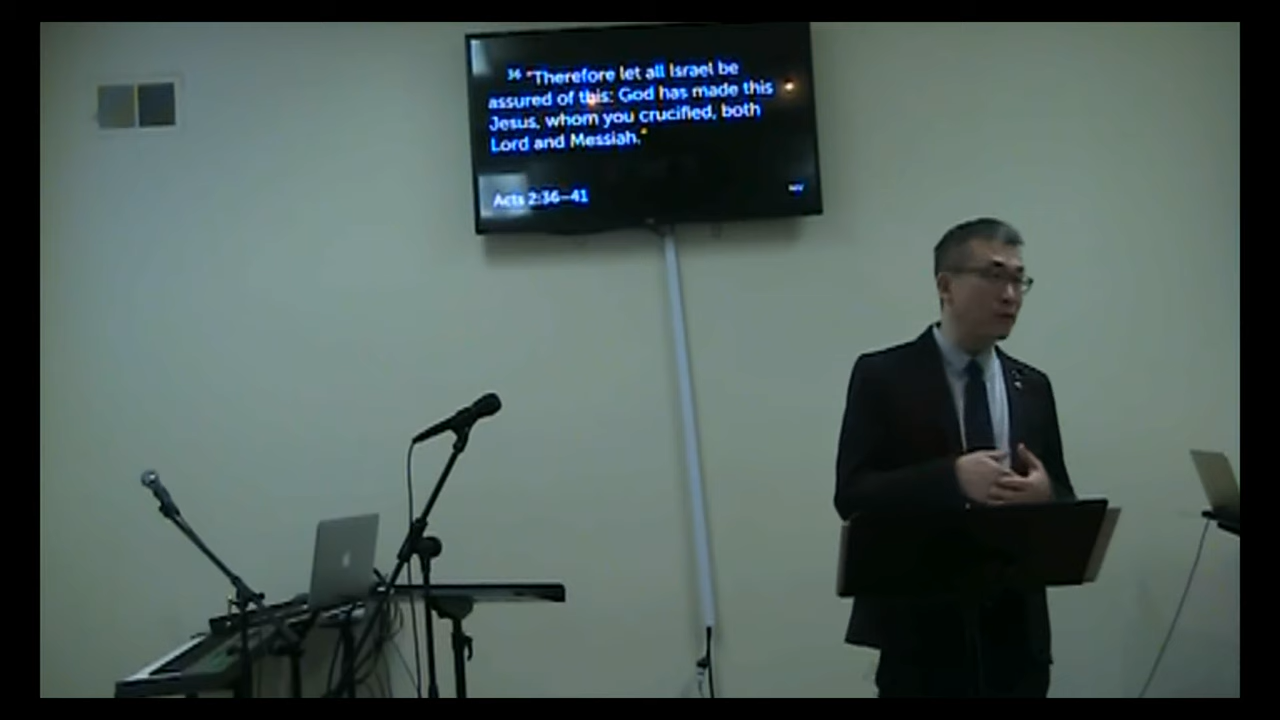 36 "Therefore let all Israel be
assured of this: God has made this
Jesus, whom you crucified, both
Lord and Messiah."
Acts 2:36–41
NIV